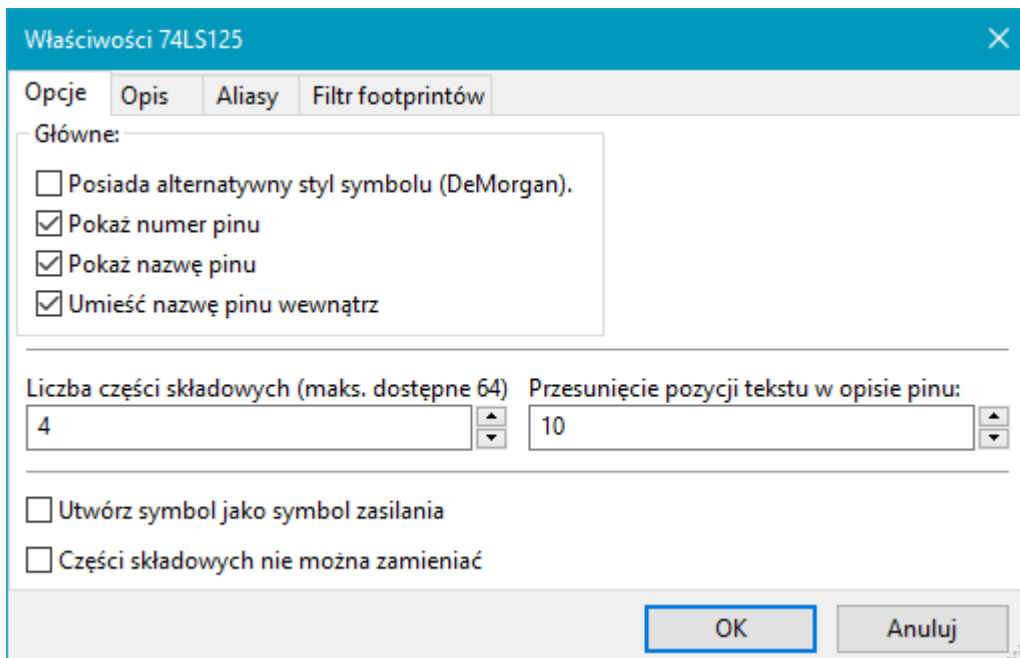 Właściwości 74LS125
Opcje Opis Aliasy Filtr footprintów
Główne:
Posiada alternatywny styl symbolu (DeMorgan).
Pokaż numer pinu
Pokaż nazwę pinu
Umieść nazwę pinu wewnątrz
Liczba części składowych (maks. dostępne 64) Przesunięcie pozycji tekstu w opisie pinu:
4 10
Utwórz symbol jako symbol zasilania
Części składowych nie można zamieniać
OK Anuluj